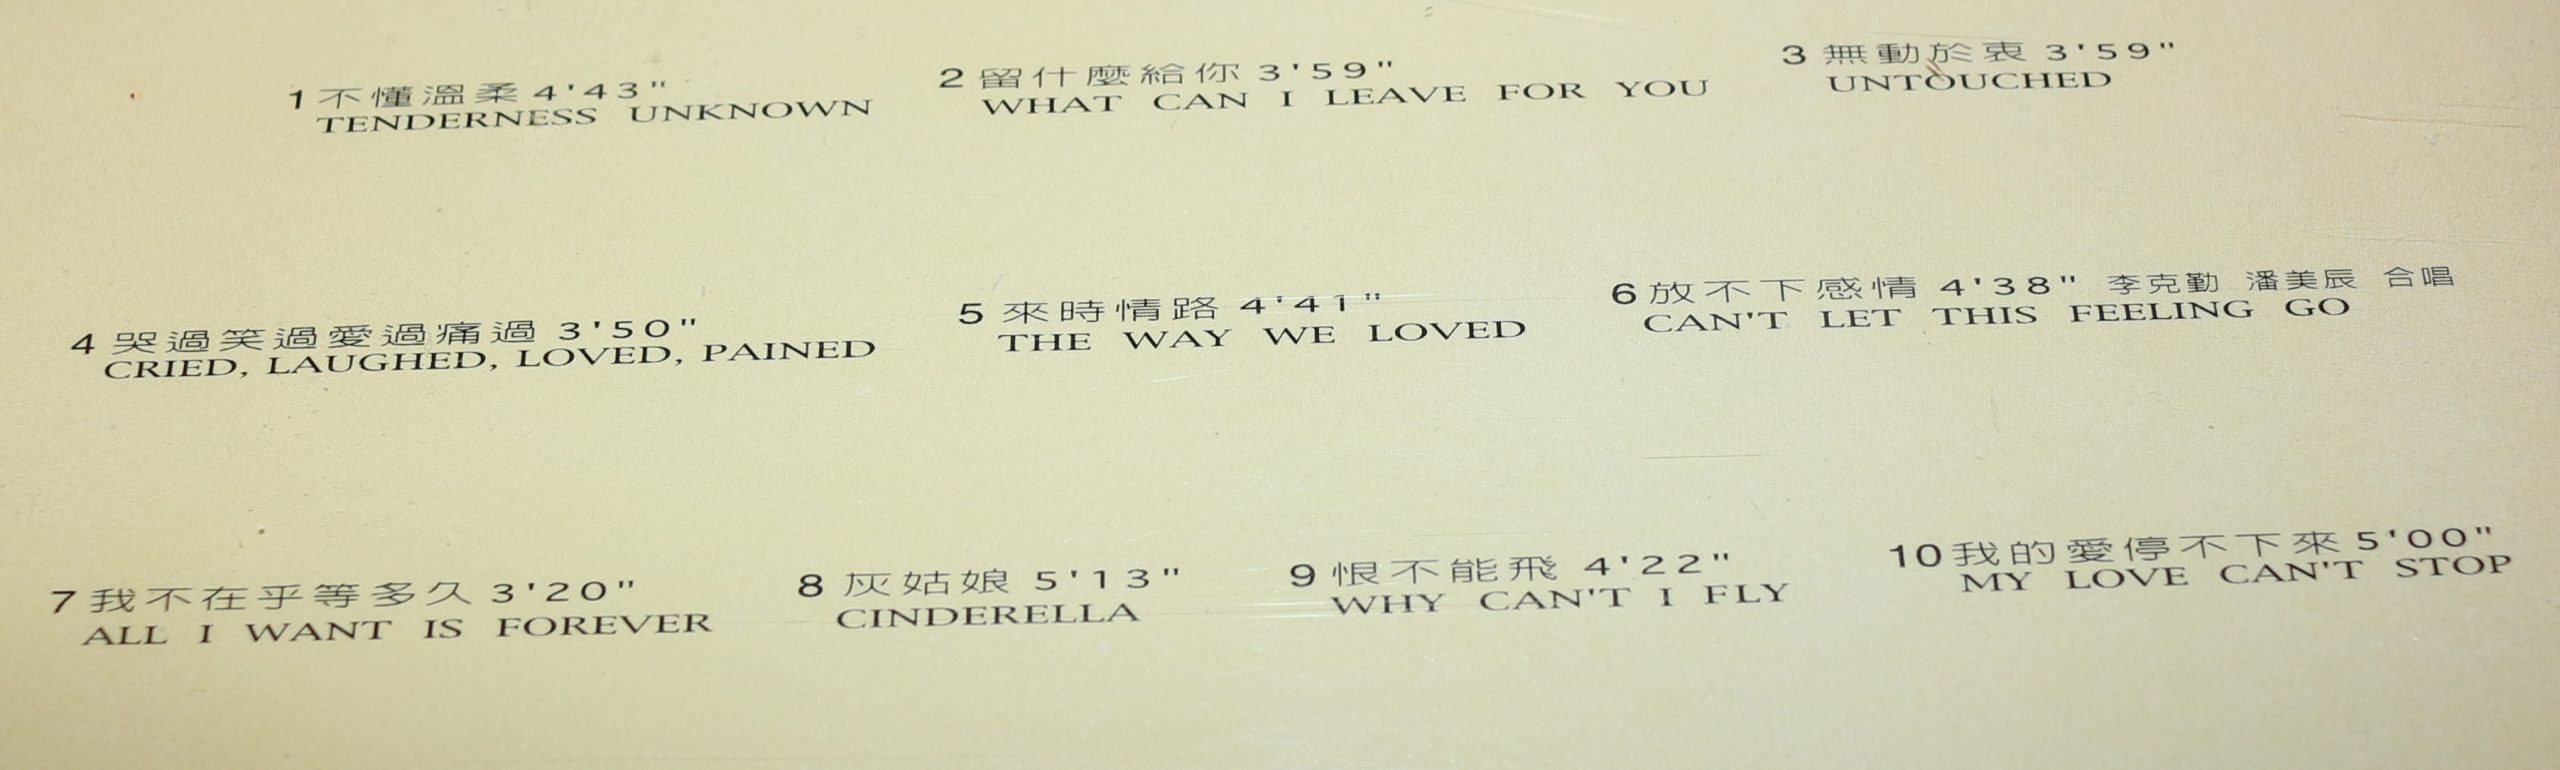 1 不懂溫柔 4'43"
TENDERNESS UNKNOWN
2 留什麼給你 3'59"
WHAT CAN I LEAVE FOR YOU
3 無動於衷 3'59"
UNTOUCHED
4 哭過笑過愛過痛過 3'50"
CRIED, LAUGHED, LOVED, PAINED
5 來時情路 4'41"
THE WAY WE LOVED
6 放不下感情 4'38" 李克勤 潘美辰 合唱
CAN'T LET THIS FEELING GO
7 我不在乎等多久 3'20"
ALL I WANT IS FOREVER
8 灰姑娘 5'13"
CINDERELLA
9 恨不能飛 4'22"
WHY CAN'T I FLY
10 我的愛停不下來 5'00"
MY LOVE CAN'T STOP